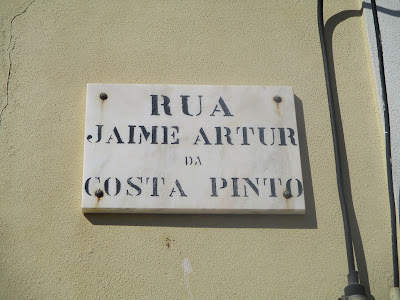 RUA
JAIME ARTUR
DA
COSTA PINTO